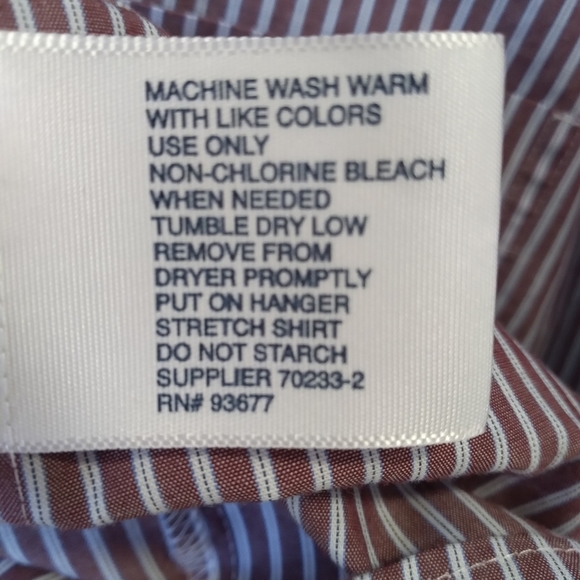 MACHINE WASH WARM
WITH LIKE COLORS
USE ONLY
NON-CHLORINE BLEACH
WHEN NEEDED
TUMBLE DRY LOW
REMOVE FROM
DRYER PROMPTLY
PUT ON HANGER
STRETCH SHIRT
DO NOT STARCH
SUPPLIER 70233-2
RN# 93677